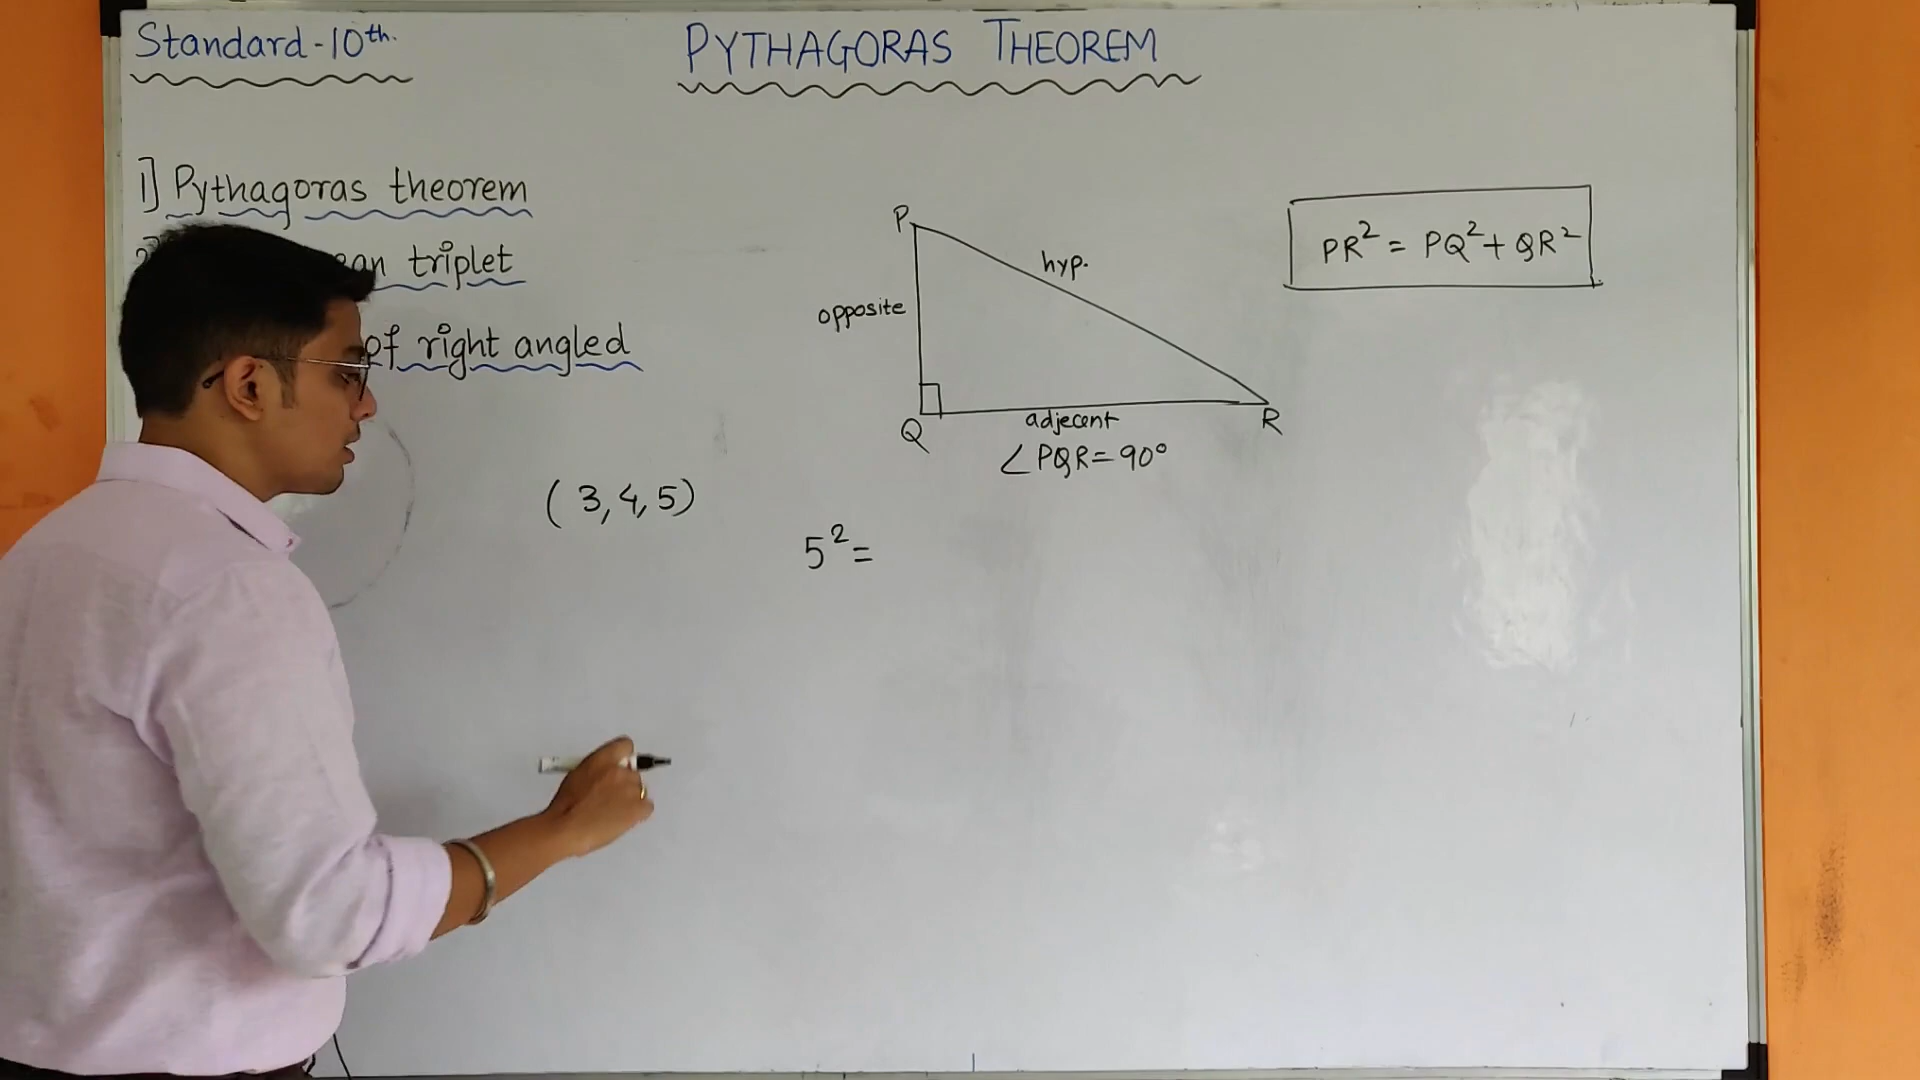 Standard-10th.
PYTHAGORAS THEOREM
1] Pythagoras theorem
triplet
of right angled
P
hyp.
opposite
Q
adjecent
R
∠PQR=90°
PR²= PQ²+QR²
(3,4,5)
5²=